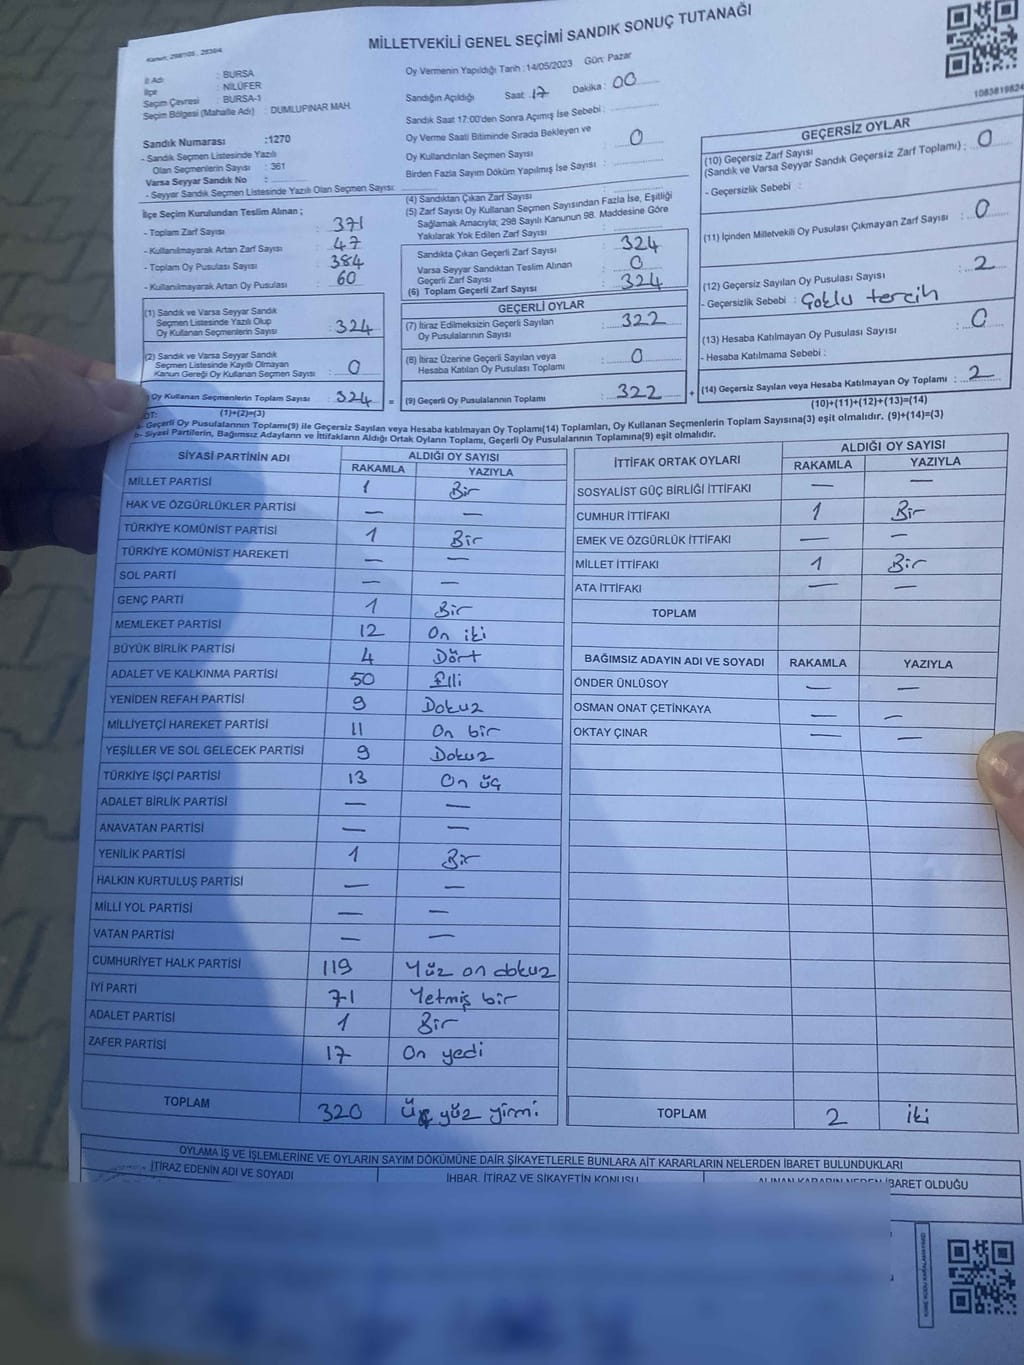 Kanun: 298/105, 2839/4
MİLLETVEKİLİ GENEL SEÇİMİ SANDIK SONUÇ TUTANAĞI
İl Adı : BURSA
İlçe : NİLÜFER
Seçim Çevresi : BURSA-1
Seçim Bölgesi (Mahalle Adı) : DUMLUPINAR MAH.
Sandık Numarası :1270
- Sandık Seçmen Listesinde Yazılı
Olan Seçmenlerin Sayısı : 361
Varsa Seyyar Sandık No :
- Seyyar Sandık Seçmen Listesinde Yazılı Olan Seçmen Sayısı:
Oy Vermenin Yapıldığı Tarih : 14/05/2023 Gün: Pazar
Sandığın Açıldığı Saat: 17 Dakika: 00
Sandık Saat 17:00'den Sonra Açımış İse Sebebi:
Oy Verme Saati Bitiminde Sırada Bekleyen ve
Oy Kullandırılan Seçmen Sayısı : 0
Birden Fazla Sayım Döküm Yapılmış İse Sayısı :
İlçe Seçim Kurulundan Teslim Alınan ;
- Toplam Zarf Sayısı : 371
- Kullanılmayarak Artan Zarf Sayısı : 47
- Toplam Oy Pusulası Sayısı : 384
- Kullanılmayarak Artan Oy Pusulası : 60
(4) Sandıktan Çıkan Zarf Sayısı :
(5) Zarf Sayısı Oy Kullanan Seçmen Sayısından Fazla İse, Eşitliği
Sağlamak Amacıyla; 298 Sayılı Kanunun 98. Maddesine Göre
Yakılarak Yok Edilen Zarf Sayısı :
Sandıkta Çıkan Geçerli Zarf Sayısı : 324
Varsa Seyyar Sandıktan Teslim Alınan
Geçerli Zarf Sayısı : 0
(6) Toplam Geçerli Zarf Sayısı : 324
GEÇERSİZ OYLAR
(10) Geçersiz Zarf Sayısı
(Sandık ve Varsa Seyyar Sandık Geçersiz Zarf Toplamı) : 0
- Geçersizlik Sebebi :
(11) İçinden Milletvekili Oy Pusulası Çıkmayan Zarf Sayısı : 0
(12) Geçersiz Sayılan Oy Pusulası Sayısı : 2
- Geçersizlik Sebebi : Çoklu tercih
(13) Hesaba Katılmayan Oy Pusulası Sayısı : 0
- Hesaba Katılmama Sebebi :
(14) Geçersiz Sayılan veya Hesaba Katılmayan Oy Toplamı : 2
(10)+(11)+(12)+(13)=(14)
(1) Sandık ve Varsa Seyyar Sandık
Seçmen Listesinde Yazılı Olup
Oy Kullanan Seçmenlerin Sayısı : 324
(2) Sandık ve Varsa Seyyar Sandık
Seçmen Listesinde Kayıtlı Olmayan
Kanun Gereği Oy Kullanan Seçmen Sayısı : 0
Oy Kullanan Seçmenlerin Toplam Sayısı : 324 =
(1)+(2)=(3)
GEÇERLİ OYLAR
(7) İtiraz Edilmeksizin Geçerli Sayılan
Oy Pusulalarının Sayısı : 322
(8) İtiraz Üzerine Geçerli Sayılan veya
Hesaba Katılan Oy Pusulası Toplamı : 0
(9) Geçerli Oy Pusulalarının Toplamı : 322 +
a- Geçerli Oy Pusulalarının Toplamı(9) ile Geçersiz Sayılan veya Hesaba katılmayan Oy Toplamı(14) Toplamları, Oy Kullanan Seçmenlerin Toplam Sayısına(3) eşit olmalıdır. (9)+(14)=(3)
b- Siyasi Partilerin, Bağımsız Adayların ve İttifakların Aldığı Ortak Oyların Toplamı, Geçerli Oy Pusulalarının Toplamına(9) eşit olmalıdır.
SİYASİ PARTİNİN ADI ALDIĞI OY SAYISI
RAKAMLA YAZIYLA
MİLLET PARTİSİ 1 Bir
HAK VE ÖZGÜRLÜKLER PARTİSİ — —
TÜRKİYE KOMÜNİST PARTİSİ 1 Bir
TÜRKİYE KOMÜNİST HAREKETİ — —
SOL PARTİ — —
GENÇ PARTİ 1 Bir
MEMLEKET PARTİSİ 12 On iki
BÜYÜK BİRLİK PARTİSİ 4 Dört
ADALET VE KALKINMA PARTİSİ 50 Elli
YENİDEN REFAH PARTİSİ 9 Dokuz
MİLLİYETÇİ HAREKET PARTİSİ 11 On bir
YEŞİLLER VE SOL GELECEK PARTİSİ 9 Dokuz
TÜRKİYE İŞÇİ PARTİSİ 13 On üç
ADALET BİRLİK PARTİSİ — —
ANAVATAN PARTİSİ — —
YENİLİK PARTİSİ 1 Bir
HALKIN KURTULUŞ PARTİSİ — —
MİLLİ YOL PARTİSİ — —
VATAN PARTİSİ — —
CUMHURİYET HALK PARTİSİ 119 Yüz on dokuz
İYİ PARTİ 71 Yetmiş bir
ADALET PARTİSİ 1 Bir
ZAFER PARTİSİ 17 On yedi
TOPLAM 320 Üç yüz yirmi
İTTİFAK ORTAK OYLARI ALDIĞI OY SAYISI
RAKAMLA YAZIYLA
SOSYALİST GÜÇ BİRLİĞİ İTTİFAKI — —
CUMHUR İTTİFAKI 1 Bir
EMEK VE ÖZGÜRLÜK İTTİFAKI — —
MİLLET İTTİFAKI 1 Bir
ATA İTTİFAKI — —
TOPLAM
BAĞIMSIZ ADAYIN ADI VE SOYADI RAKAMLA YAZIYLA
ÖNDER ÜNLÜSOY — —
OSMAN ONAT ÇETİNKAYA — —
OKTAY ÇINAR — —
TOPLAM 2 iki
OYLAMA İŞ VE İŞLEMLERİNE VE OYLARIN SAYIM DÖKÜMÜNE DAİR ŞİKAYETLERLE BUNLARA AİT KARARLARIN NELERDEN İBARET BULUNDUKLARI
İTİRAZ EDENİN ADI VE SOYADI
İHBAR, İTİRAZ VE ŞİKAYETİN KONUSU
ALINAN KARARIN NEDEN İBARET OLDUĞU